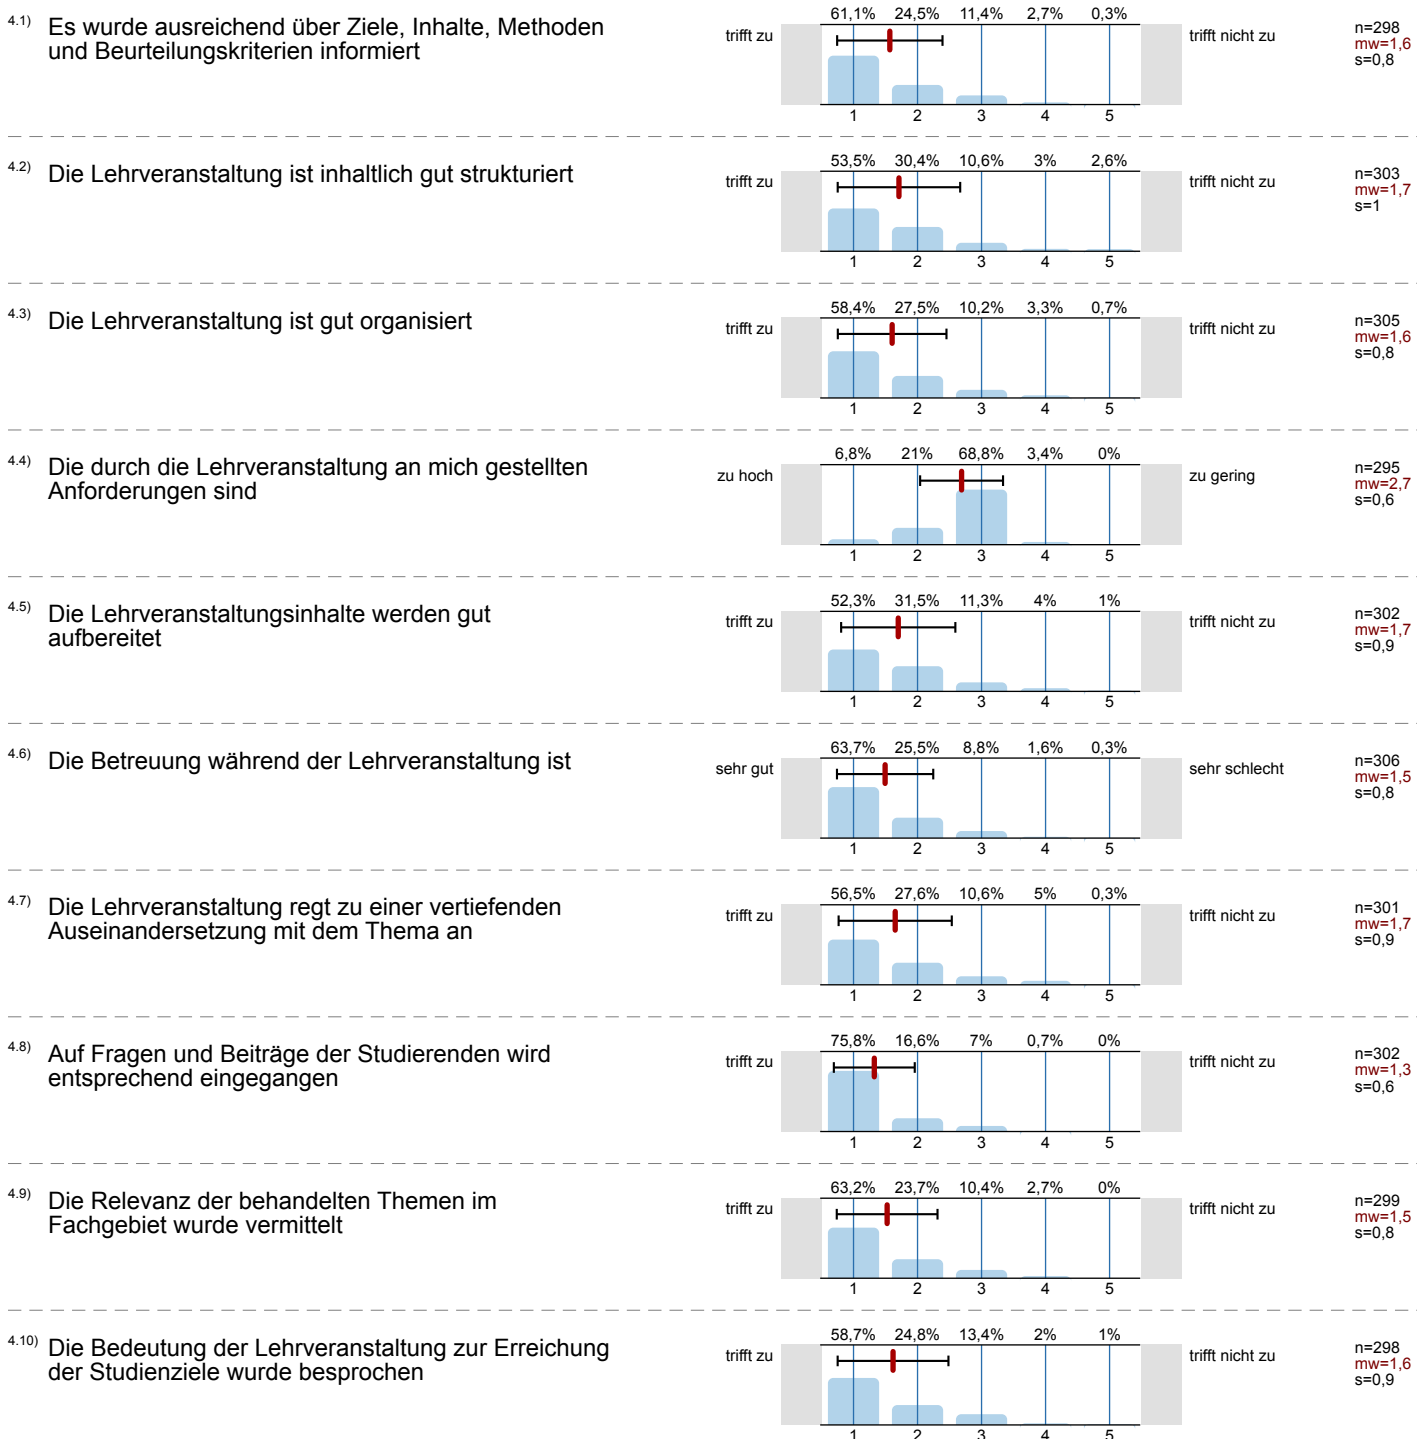 4.1) Es wurde ausreichend über Ziele, Inhalte, Methoden
und Beurteilungskriterien informiert
trifft zu
61,1% 24,5% 11,4% 2,7% 0,3%
1 2 3 4 5
trifft nicht zu
n=298
mw=1,6
s=0,8
4.2) Die Lehrveranstaltung ist inhaltlich gut strukturiert
trifft zu
53,5% 30,4% 10,6% 3% 2,6%
1 2 3 4 5
trifft nicht zu
n=303
mw=1,7
s=1
4.3) Die Lehrveranstaltung ist gut organisiert
trifft zu
58,4% 27,5% 10,2% 3,3% 0,7%
1 2 3 4 5
trifft nicht zu
n=305
mw=1,6
s=0,8
4.4) Die durch die Lehrveranstaltung an mich gestellten
Anforderungen sind
zu hoch
6,8% 21% 68,8% 3,4% 0%
1 2 3 4 5
zu gering
n=295
mw=2,7
s=0,6
4.5) Die Lehrveranstaltungsinhalte werden gut
aufbereitet
trifft zu
52,3% 31,5% 11,3% 4% 1%
1 2 3 4 5
trifft nicht zu
n=302
mw=1,7
s=0,9
4.6) Die Betreuung während der Lehrveranstaltung ist
sehr gut
63,7% 25,5% 8,8% 1,6% 0,3%
1 2 3 4 5
sehr schlecht
n=306
mw=1,5
s=0,8
4.7) Die Lehrveranstaltung regt zu einer vertiefenden
Auseinandersetzung mit dem Thema an
trifft zu
56,5% 27,6% 10,6% 5% 0,3%
1 2 3 4 5
trifft nicht zu
n=301
mw=1,7
s=0,9
4.8) Auf Fragen und Beiträge der Studierenden wird
entsprechend eingegangen
trifft zu
75,8% 16,6% 7% 0,7% 0%
1 2 3 4 5
trifft nicht zu
n=302
mw=1,3
s=0,6
4.9) Die Relevanz der behandelten Themen im
Fachgebiet wurde vermittelt
trifft zu
63,2% 23,7% 10,4% 2,7% 0%
1 2 3 4 5
trifft nicht zu
n=299
mw=1,5
s=0,8
4.10) Die Bedeutung der Lehrveranstaltung zur Erreichung
der Studienziele wurde besprochen
trifft zu
58,7% 24,8% 13,4% 2% 1%
1 2 3 4 5
trifft nicht zu
n=298
mw=1,6
s=0,9